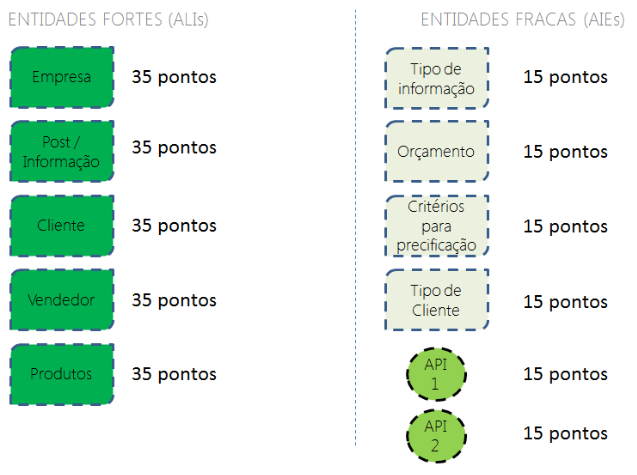 ENTIDADES FORTES (ALIs)
Empresa
35 pontos
Post /
Informação
35 pontos
Cliente
35 pontos
Vendedor
35 pontos
Produtos
35 pontos
ENTIDADES FRACAS (AIEs)
Tipo de
informação
15 pontos
Orçamento
15 pontos
Critérios
para
precificação
15 pontos
Tipo de
Cliente
15 pontos
API
1
15 pontos
API
2
15 pontos